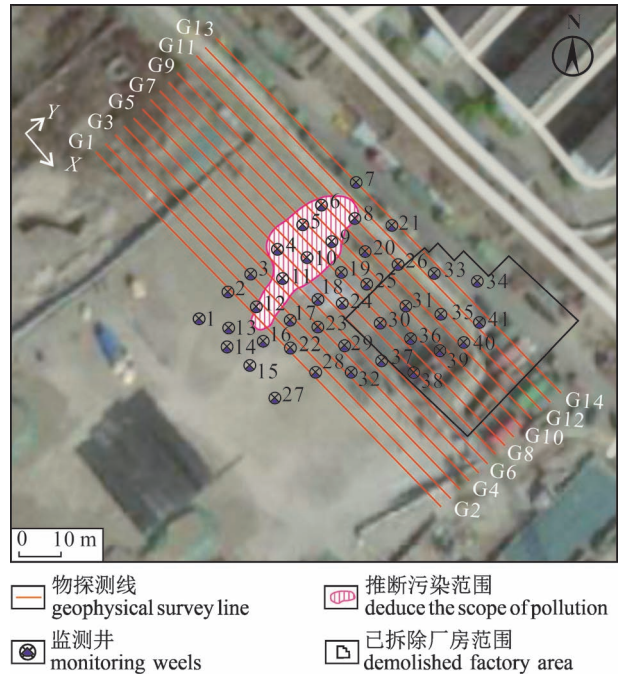 N
G13
G11
G9
G7
G5
G3
G1
Y
X
7
6
5
8
21
4
9
20
26
33
34
3
10
19
25
2
11
18
24
31
35
41
1
12
17
30
13
23
36
40
14
16
22
29
39
15
28
32
37
38
27
G14
G12
G10
G8
G6
G4
G2
0 10 m
物探测线
geophysical survey line
推断污染范围
deduce the scope of pollution
监测井
monitoring weels
已拆除厂房范围
demolished factory area